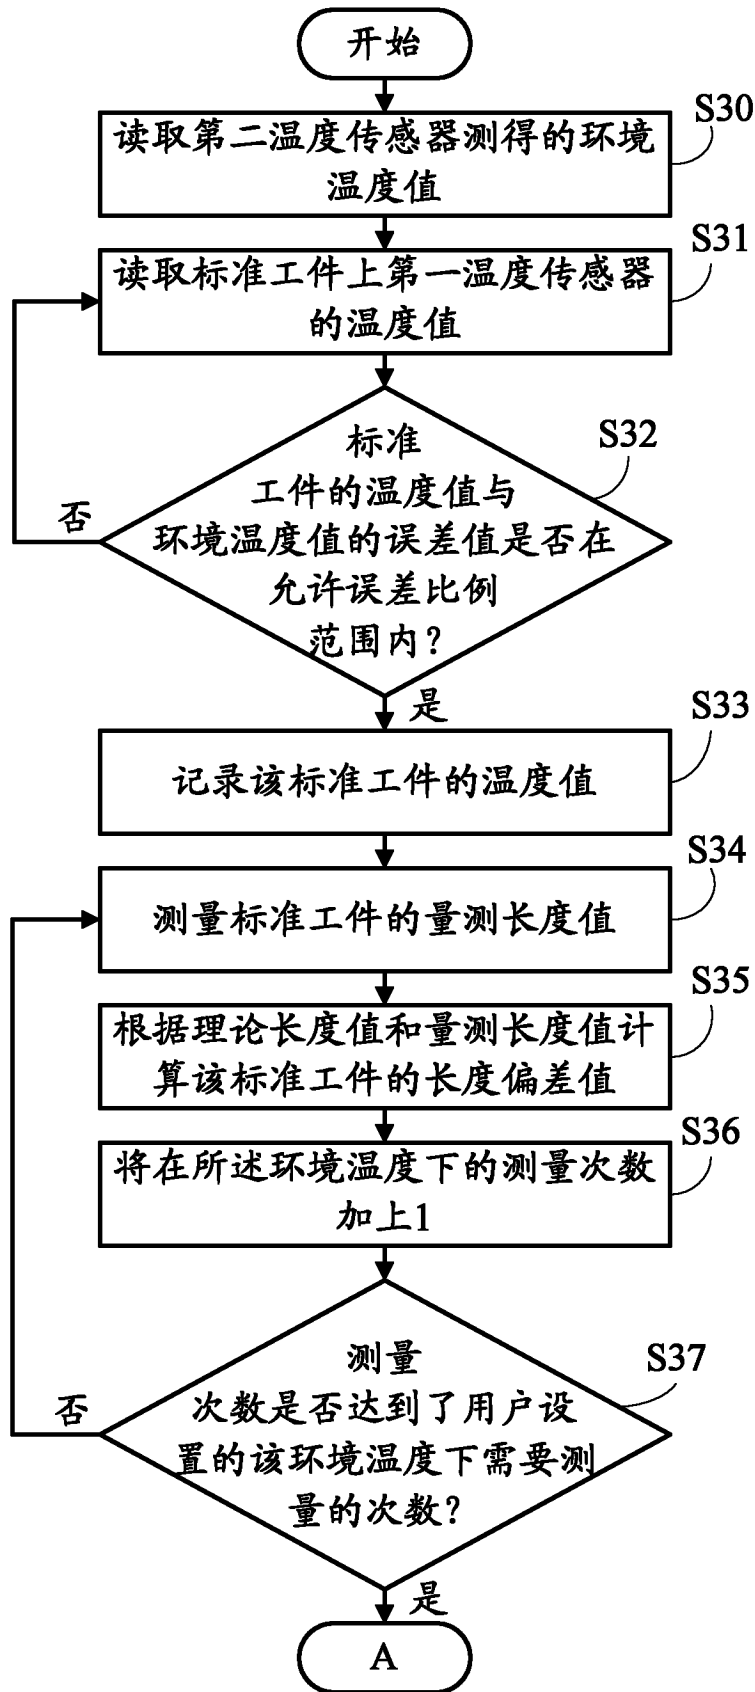 开始
S30
读取第二温度传感器测得的环境
温度值
S31
读取标准工件上第一温度传感器
的温度值
S32
标准
工件的温度值与
环境温度值的误差值是否在
允许误差比例
范围内？
否
是
S33
记录该标准工件的温度值
S34
测量标准工件的量测长度值
S35
根据理论长度值和量测长度值计
算该标准工件的长度偏差值
S36
将在所述环境温度下的测量次数
加上1
S37
测量
次数是否达到了用户设
置的该环境温度下需要测
量的次数？
否
是
A